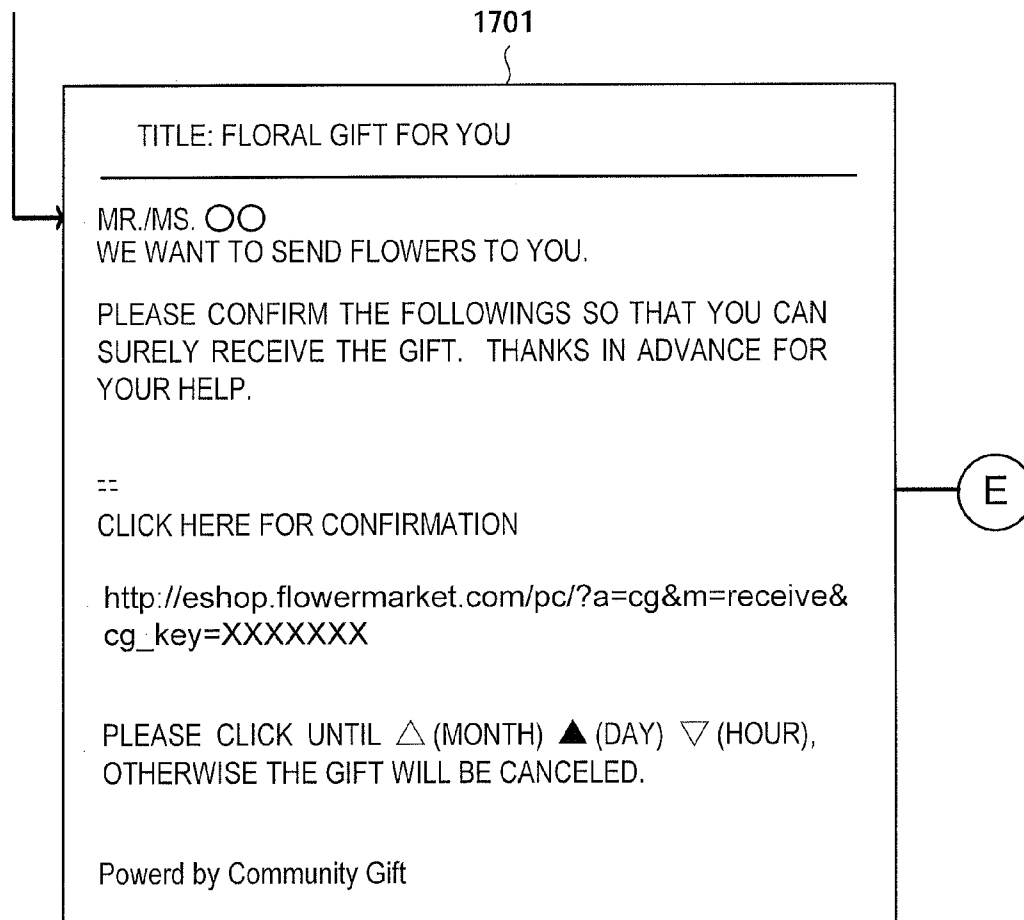 1701
TITLE: FLORAL GIFT FOR YOU
MR./MS. ○○
WE WANT TO SEND FLOWERS TO YOU.
PLEASE CONFIRM THE FOLLOWINGS SO THAT YOU CAN
SURELY RECEIVE THE GIFT. THANKS IN ADVANCE FOR
YOUR HELP.
==
CLICK HERE FOR CONFIRMATION
E
http://eshop.flowermarket.com/pc/?a=cg&m=receive&
cg_key=XXXXXXX
PLEASE CLICK UNTIL △ (MONTH) ▲ (DAY) ▽ (HOUR),
OTHERWISE THE GIFT WILL BE CANCELED.
Powerd by Community Gift